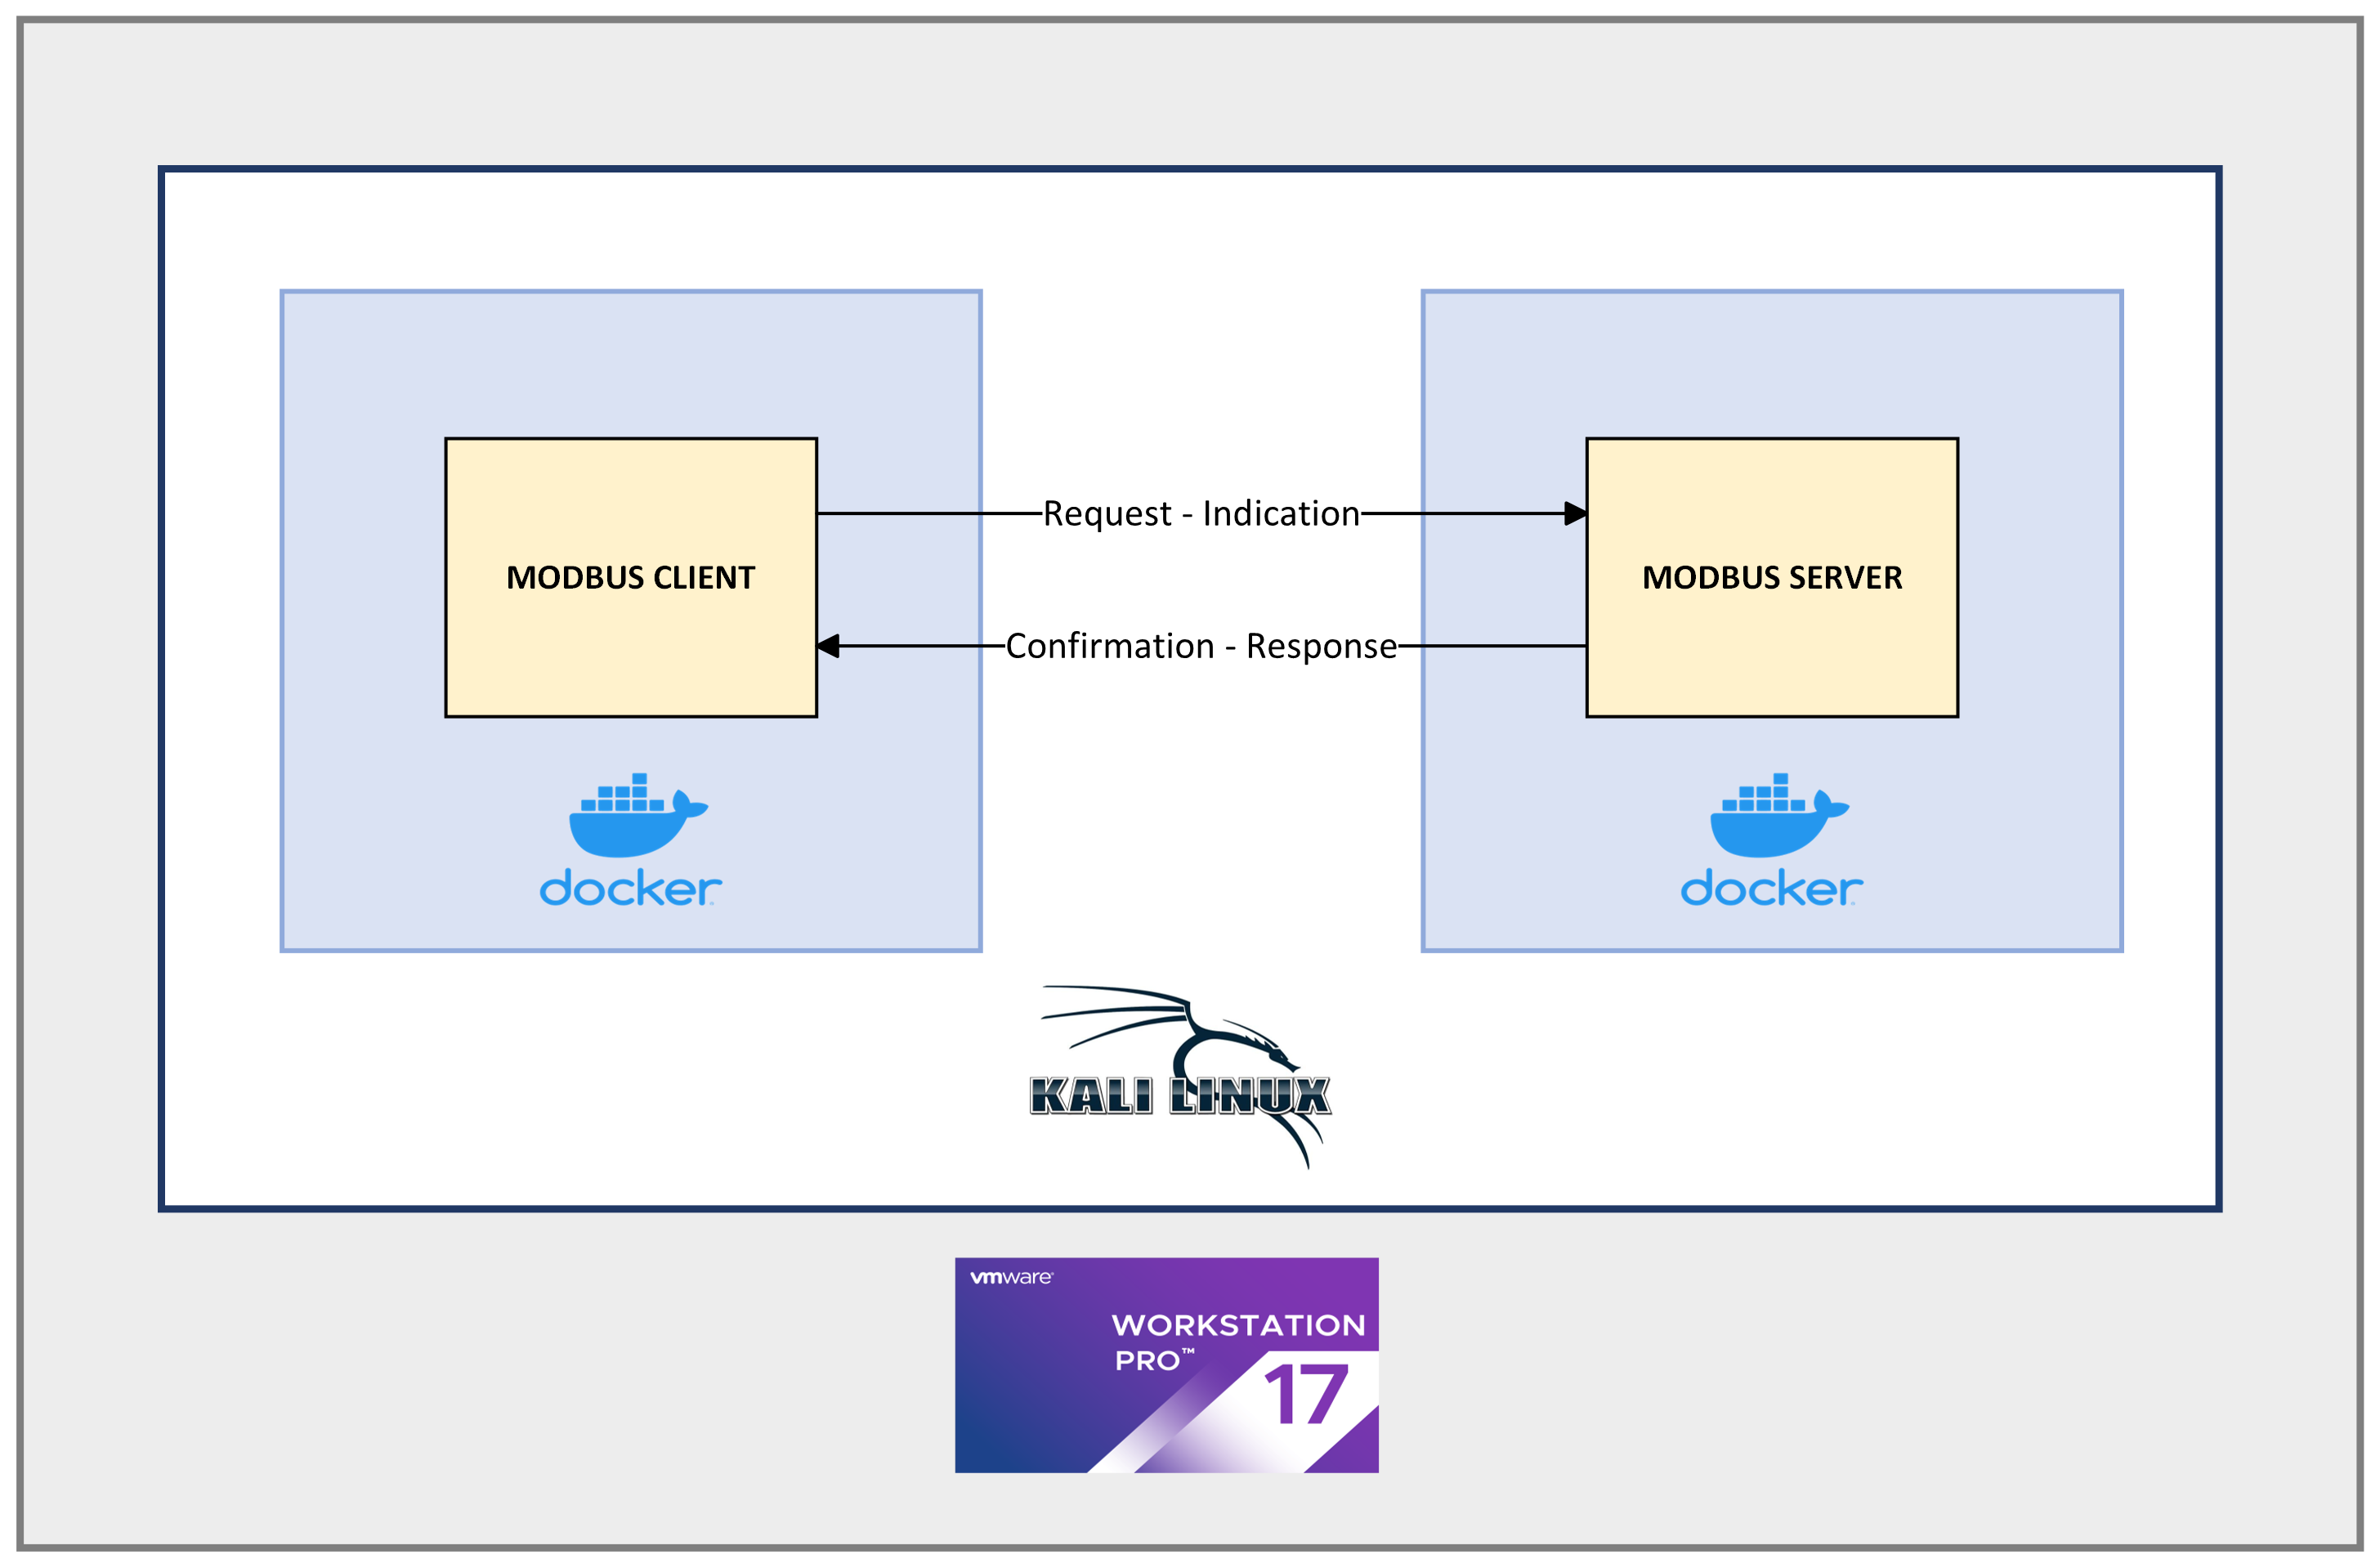 Request - Indication
MODBUS CLIENT
MODBUS SERVER
Confirmation - Response
docker
docker
KALI LINUX
vmware®
WORKSTATION
PRO™
17